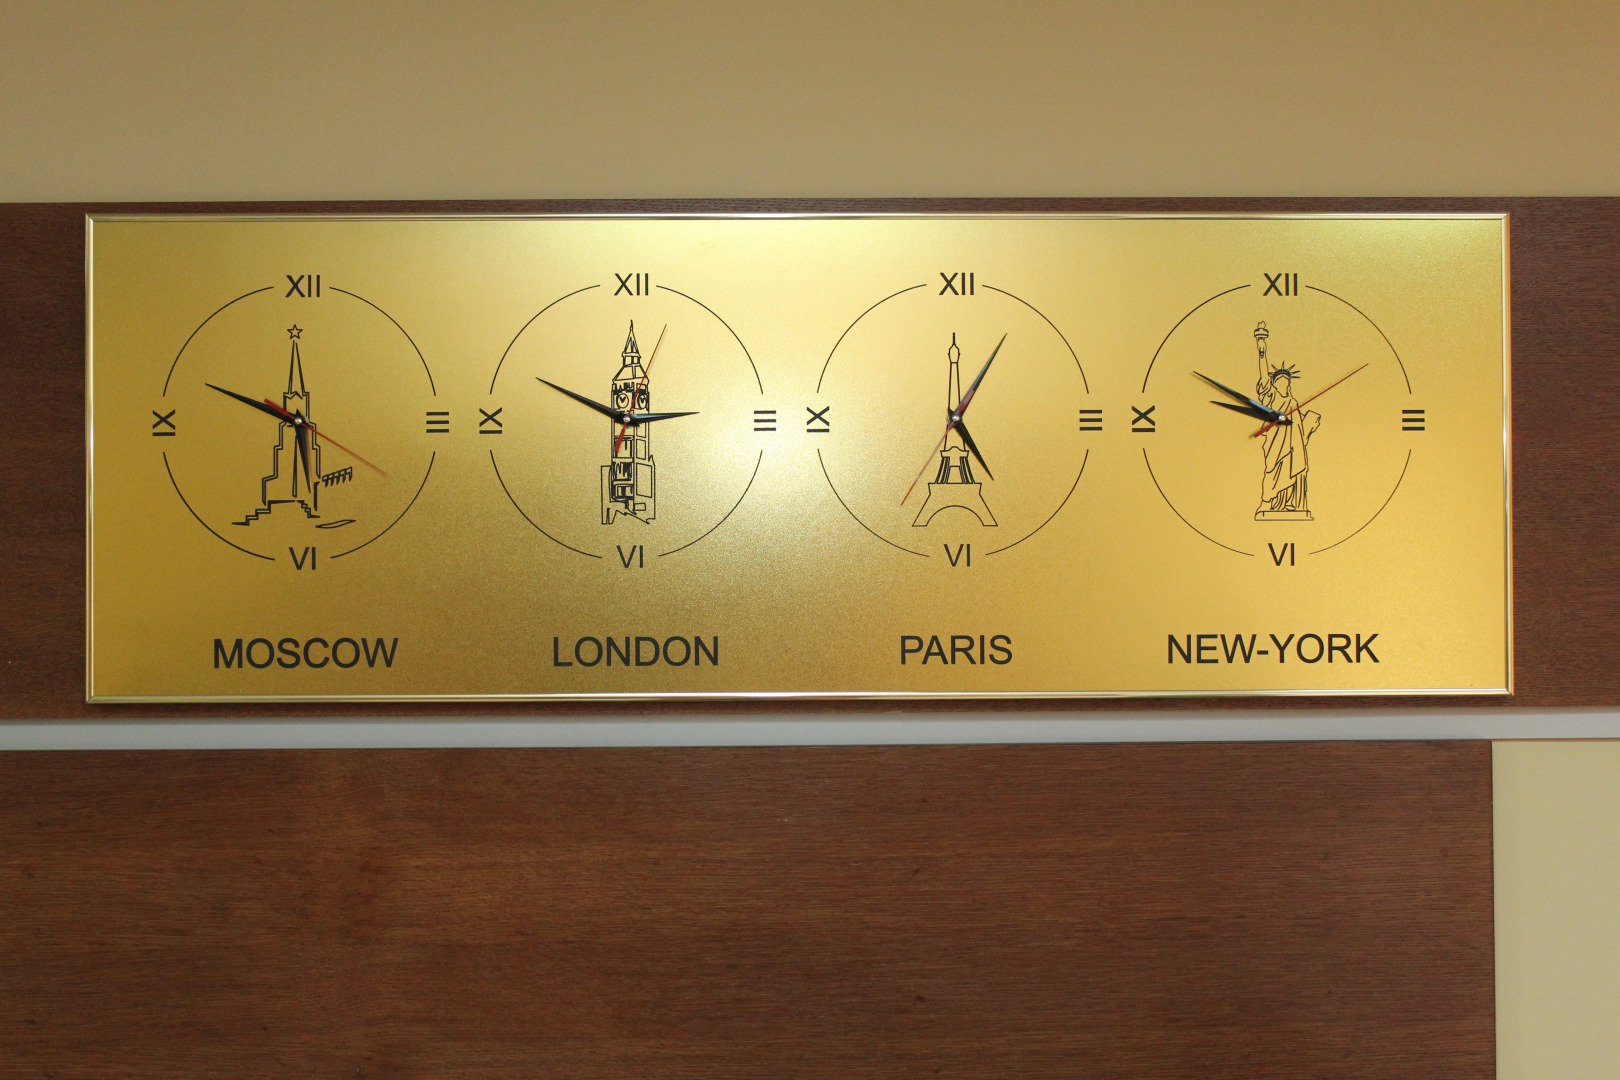 XII XII XII XII
IX III IX III IX III IX III
VI VI VI VI
MOSCOW LONDON PARIS NEW-YORK